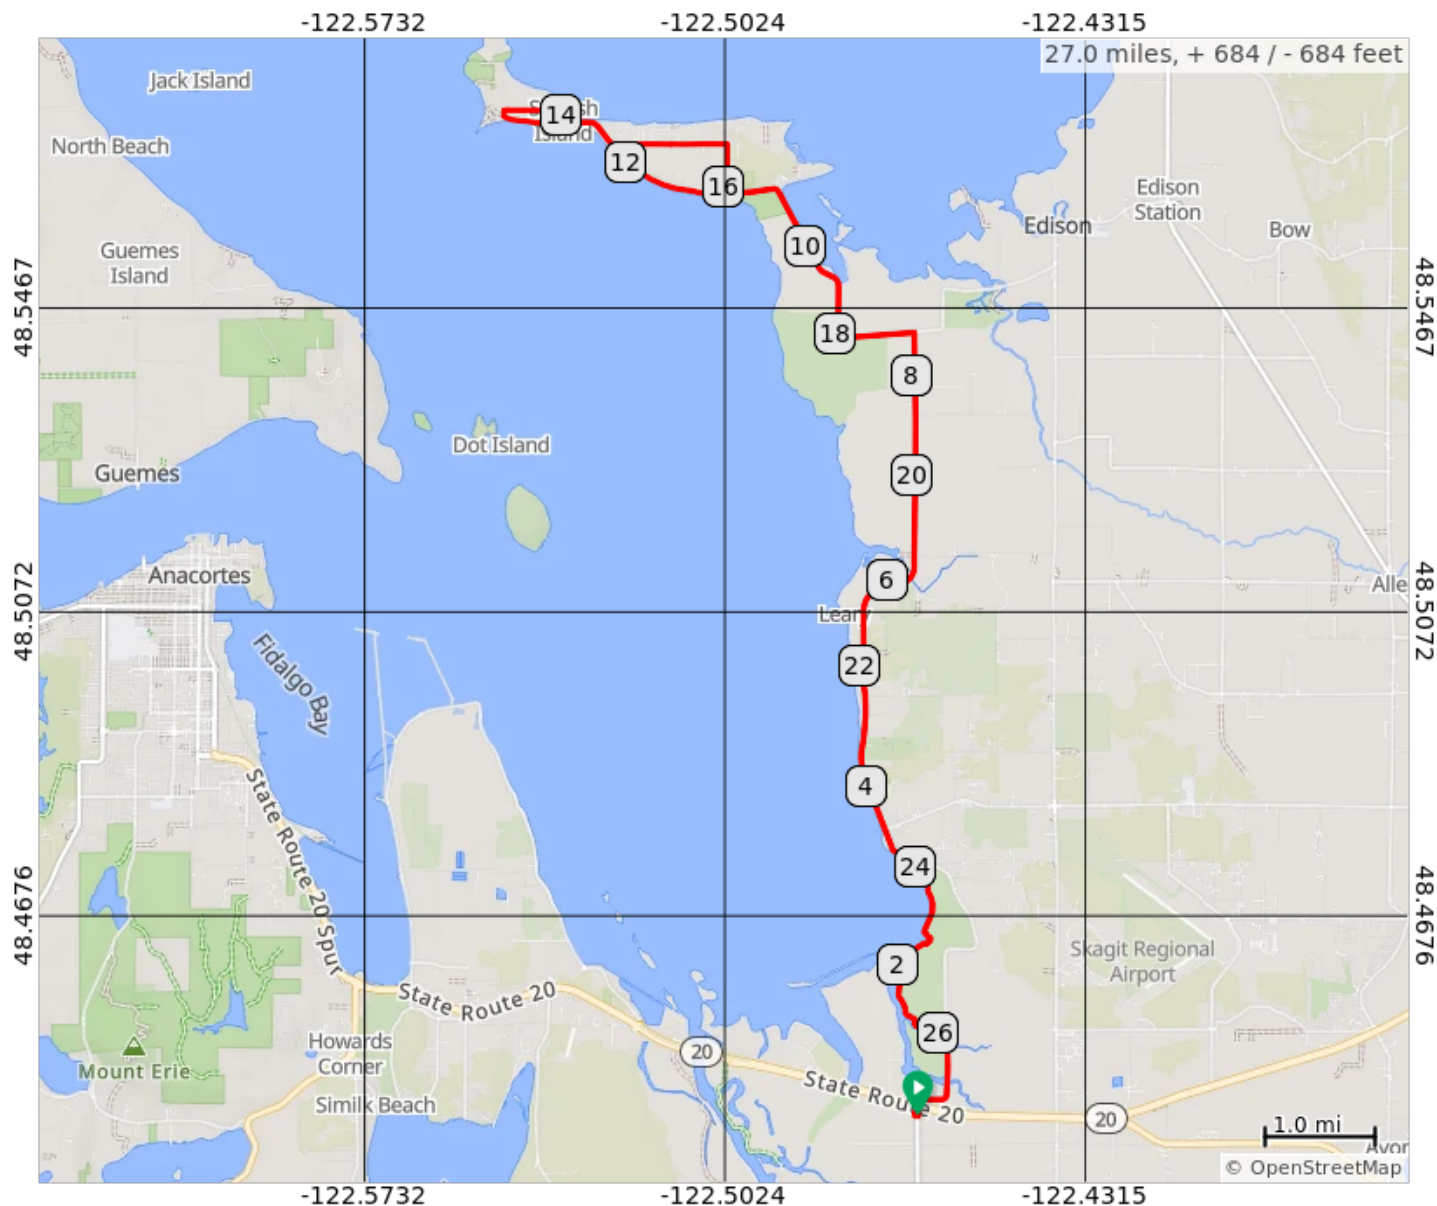 -122.5732
-122.5024
-122.4315
27.0 miles, + 684 / - 684 feet
Jack Island
North Beach
14
Island
12
16
Edison
Station
Edison
Bow
Guemes
Island
10
48.5467
48.5467
18
8
Dot Island
Guemes
20
Anacortes
6
Alle
48.5072
48.5072
Leary
22
Fidalgo Bay
4
State Route 20 Spur
24
48.4676
48.4676
2
Skagit Regional
Airport
State Route 20
26
Howards
Corner
20
Mount Erie
State Route 20
Similk Beach
20
1.0 mi
Avon
© OpenStreetMap
-122.5732
-122.5024
-122.4315